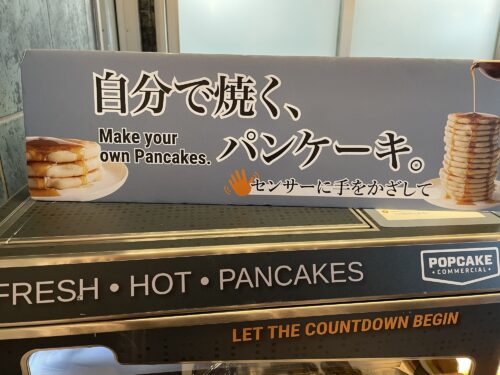 自分で焼く、
Make your
own Pancakes.
パンケーキ。
センサーに手をかざして
FRESH • HOT • PANCAKES
POPCAKE
• COMMERCIAL •
LET THE COUNTDOWN BEGIN